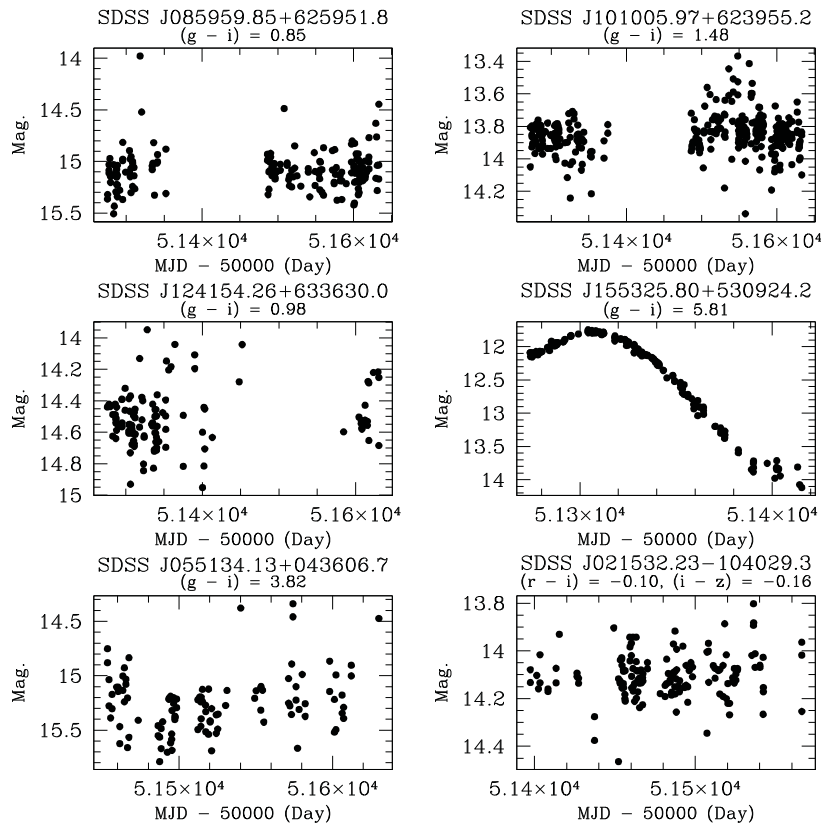 SDSS J085959.85+625951.8
(g − i) = 0.85
Mag.
14
14.5
15
15.5
5.14×10⁴
5.16×10⁴
MJD − 50000 (Day)
SDSS J101005.97+623955.2
(g − i) = 1.48
Mag.
13.4
13.6
13.8
14
14.2
5.14×10⁴
5.16×10⁴
MJD − 50000 (Day)
SDSS J124154.26+633630.0
(g − i) = 0.98
Mag.
14
14.2
14.4
14.6
14.8
15
5.14×10⁴
5.16×10⁴
MJD − 50000 (Day)
SDSS J155325.80+530924.2
(g − i) = 5.81
Mag.
12
12.5
13
13.5
14
5.13×10⁴
5.14×10⁴
MJD − 50000 (Day)
SDSS J055134.13+043606.7
(g − i) = 3.82
Mag.
14.5
15
15.5
5.15×10⁴
5.16×10⁴
MJD − 50000 (Day)
SDSS J021532.23−104029.3
(r − i) = −0.10, (i − z) = −0.16
Mag.
13.8
14
14.2
14.4
5.14×10⁴
5.15×10⁴
MJD − 50000 (Day)